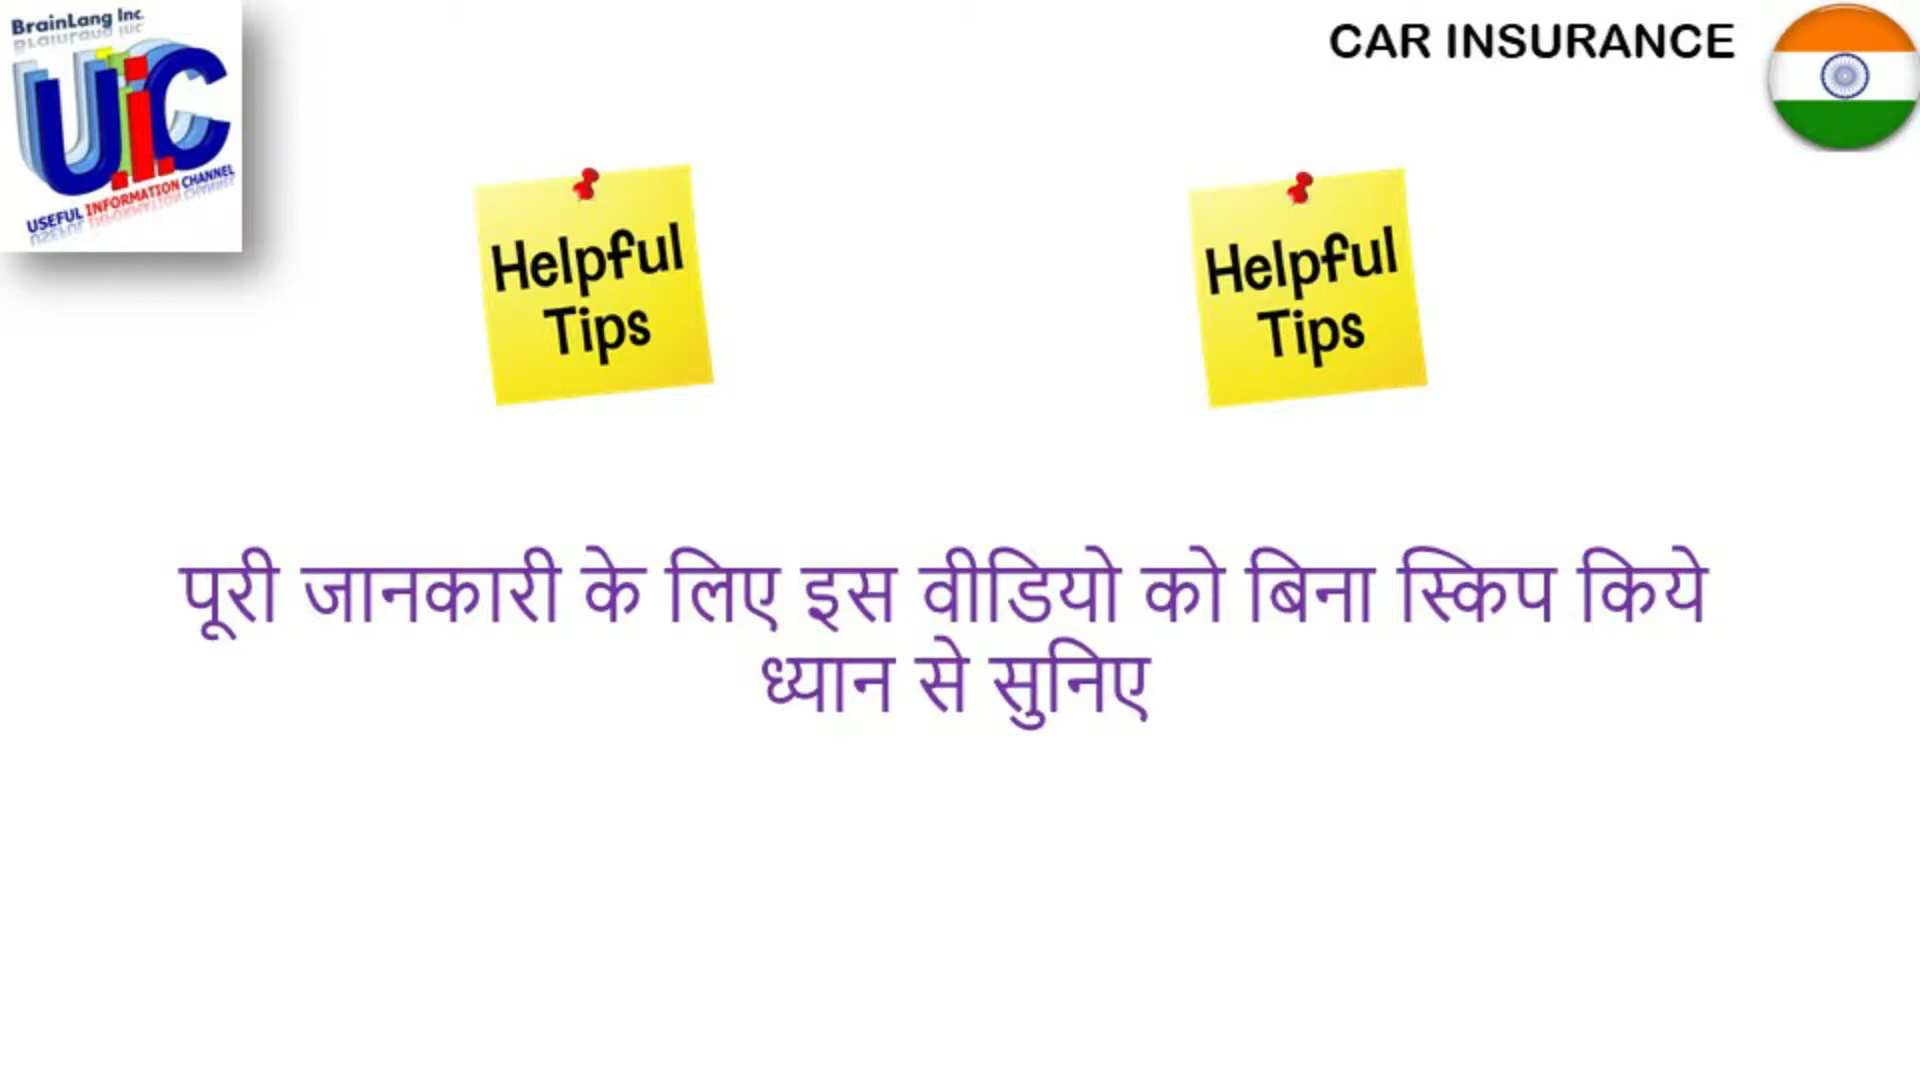 BrainLang Inc.
U.i.C
USEFUL INFORMATION CHANNEL
CAR INSURANCE
Helpful
Tips
Helpful
Tips
पूरी जानकारी के लिए इस वीडियो को बिना स्किप किये
ध्यान से सुनिए